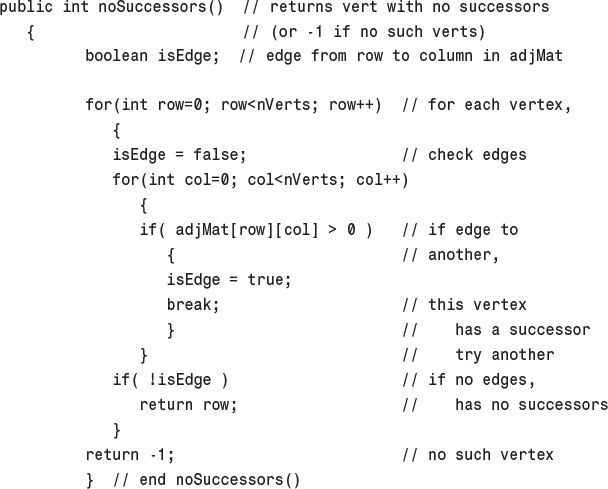 public int noSuccessors()  // returns vert with no successors
   {                       // (or -1 if no such verts)
         boolean isEdge;  // edge from row to column in adjMat

         for(int row=0; row<nVerts; row++)  // for each vertex,
            {
            isEdge = false;                 // check edges
            for(int col=0; col<nVerts; col++)
               {
               if( adjMat[row][col] > 0 )   // if edge to
                  {                         // another,
                  isEdge = true;
                  break;                    // this vertex
                  }                         //    has a successor
               }                            //    try another
            if( !isEdge )                   // if no edges,
               return row;                  //    has no successors
            }
         return -1;                         // no such vertex
         }  // end noSuccessors()